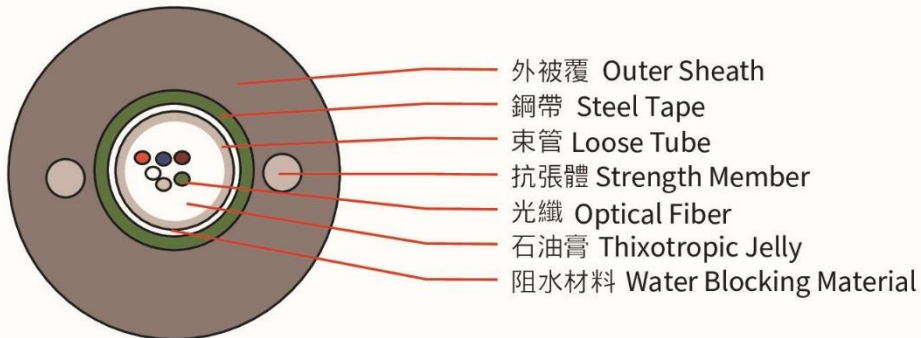 外被覆 Outer Sheath
鋼帶 Steel Tape
束管 Loose Tube
抗張體 Strength Member
光纖 Optical Fiber
石油膏 Thixotropic Jelly
阻水材料 Water Blocking Material